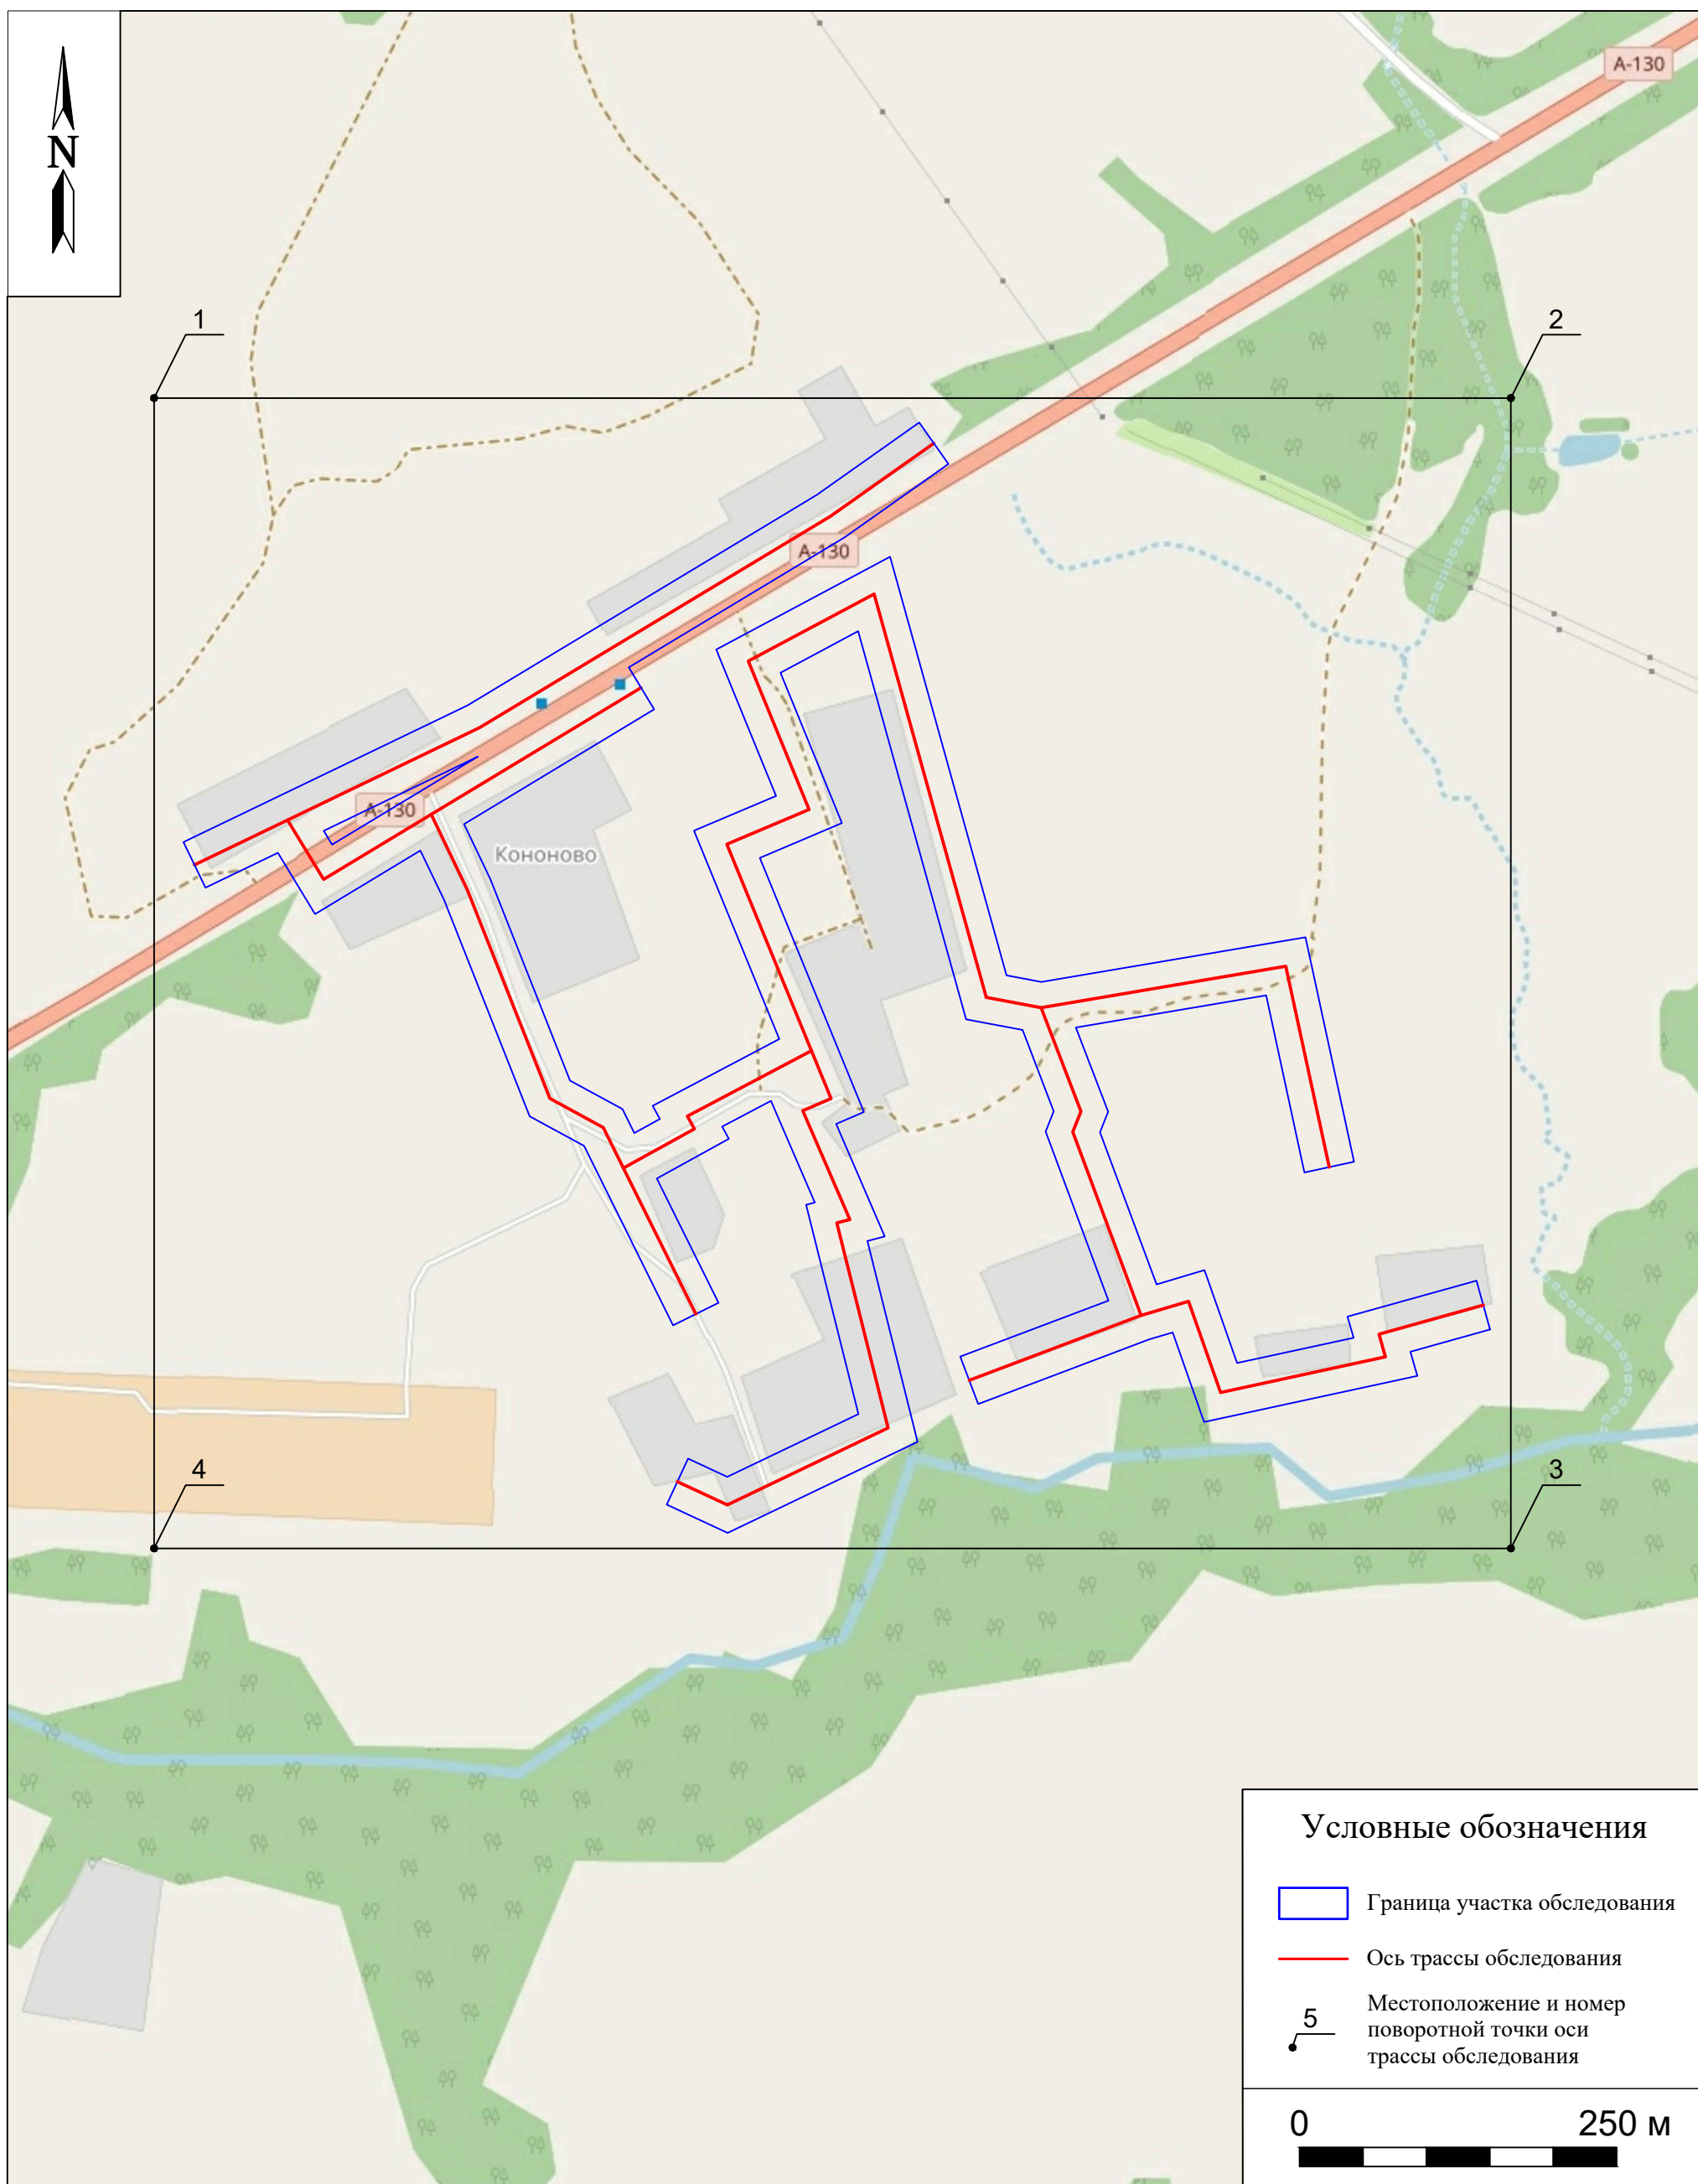 N
A-130
1
2
A-130
A-130
Кононово
4
3
Условные обозначения
Граница участка обследования
Ось трассы обследования
5
Местоположение и номер
поворотной точки оси
трассы обследования
0 250 м